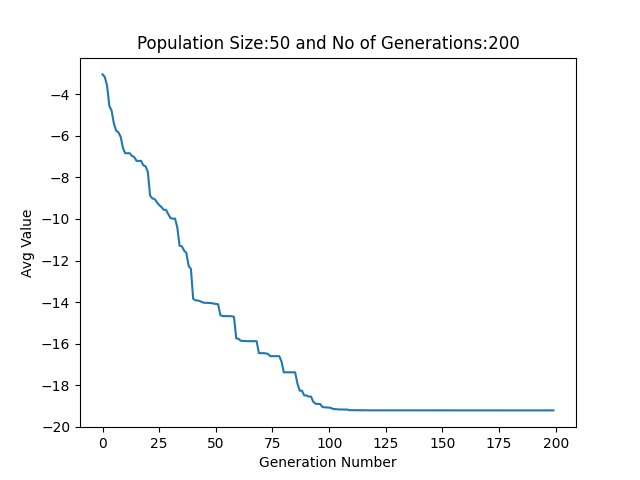 Population Size:50 and No of Generations:200
−4
−6
−8
−10
−12
−14
−16
−18
−20
Avg Value
0 25 50 75 100 125 150 175 200
Generation Number